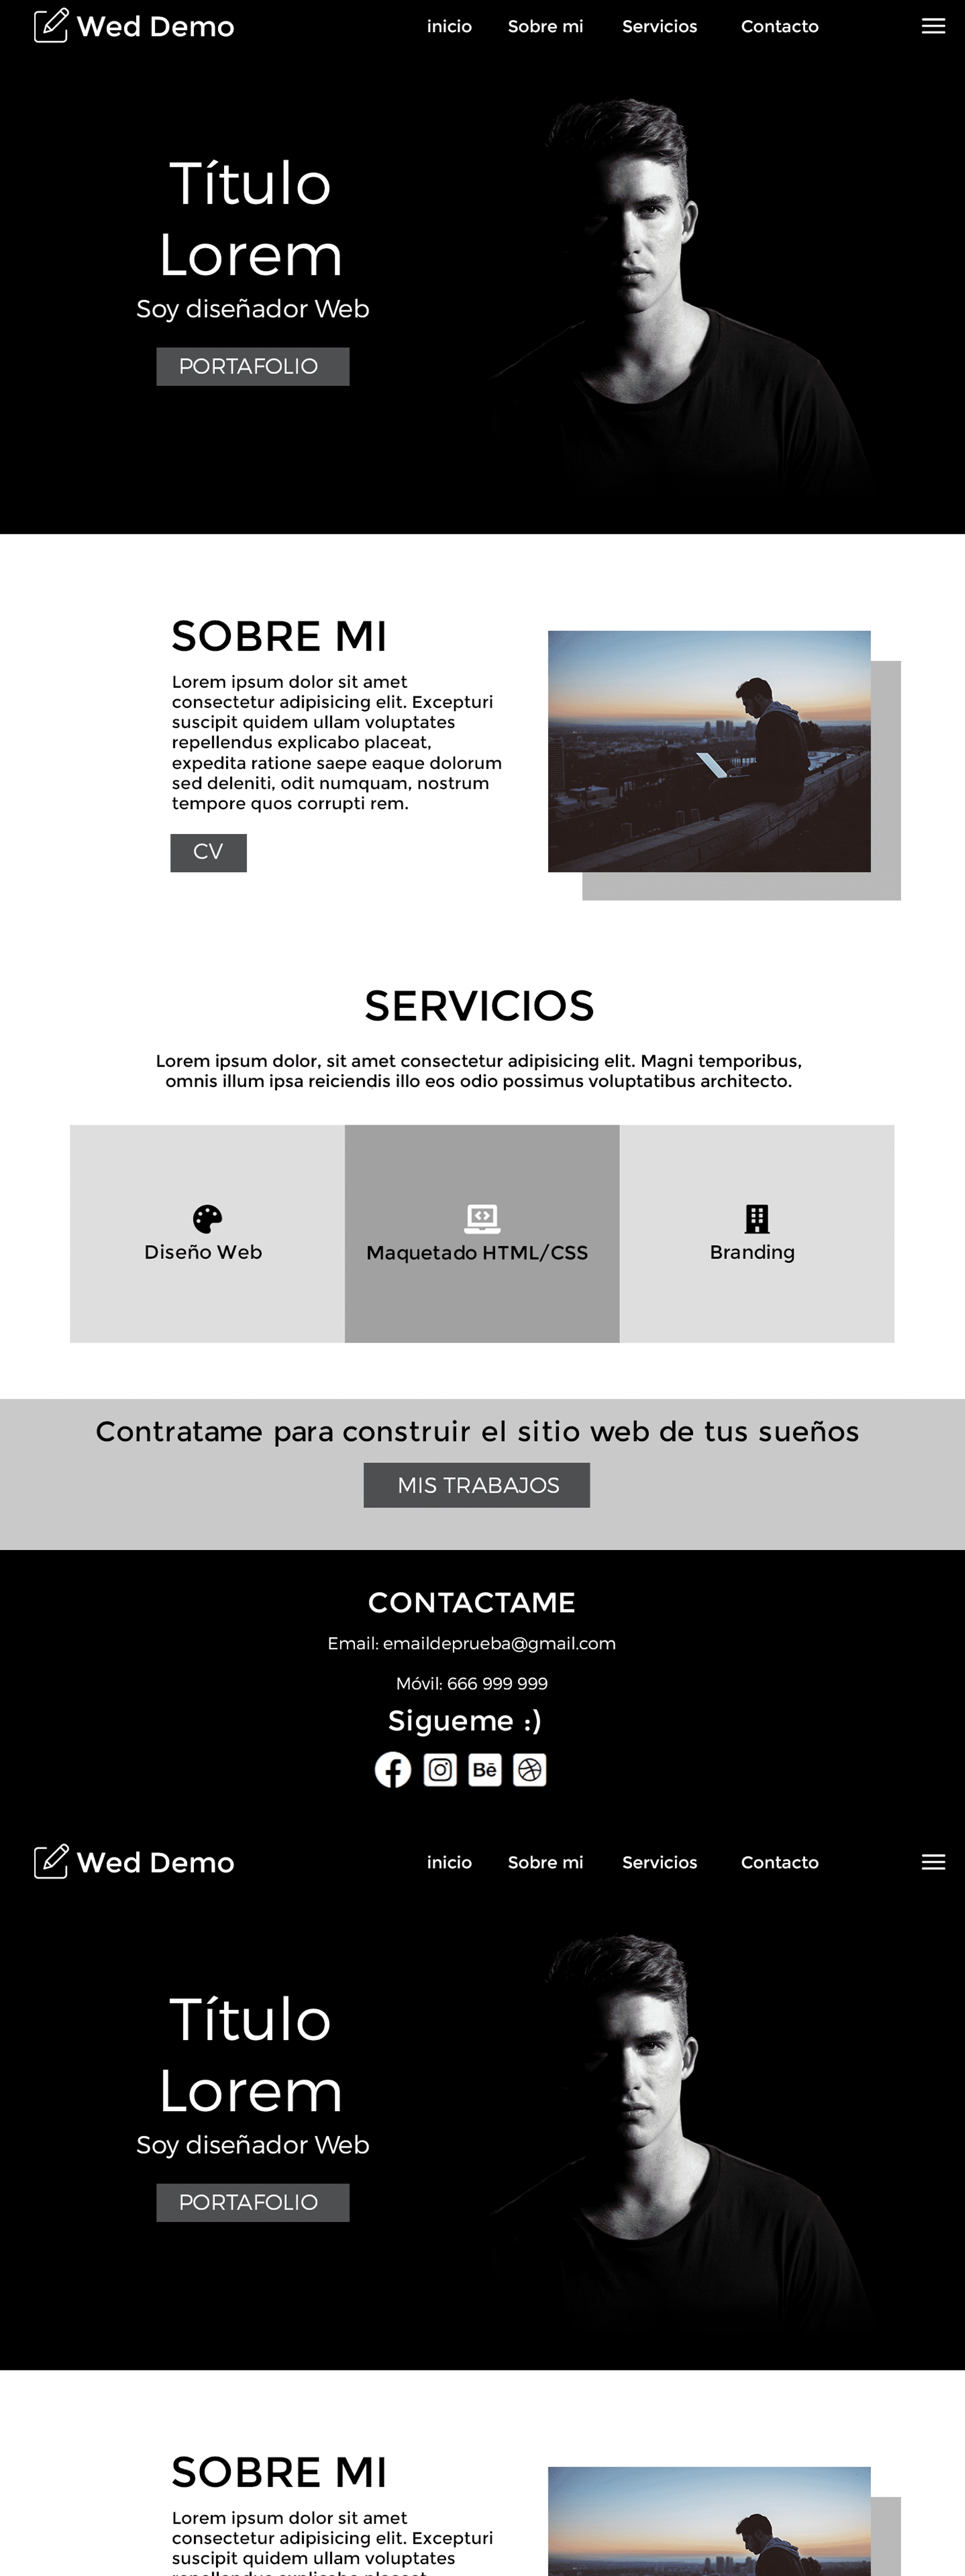 Wed Demo
inicio Sobre mi Servicios Contacto
Título
Lorem
Soy diseñador Web
PORTAFOLIO
SOBRE MI
Lorem ipsum dolor sit amet
consectetur adipisicing elit. Excepturi
suscipit quidem ullam voluptates
repellendus explicabo placeat,
expedita ratione saepe eaque dolorum
sed deleniti, odit numquam, nostrum
tempore quos corrupti rem.
CV
SERVICIOS
Lorem ipsum dolor, sit amet consectetur adipisicing elit. Magni temporibus,
omnis illum ipsa reiciendis illo eos odio possimus voluptatibus architecto.
Diseño Web
Maquetado HTML/CSS
Branding
Contratame para construir el sitio web de tus sueños
MIS TRABAJOS
CONTACTAME
Email: emaildeprueba@gmail.com
Móvil: 666 999 999
Sigueme :)
Bē
Wed Demo
inicio Sobre mi Servicios Contacto
Título
Lorem
Soy diseñador Web
PORTAFOLIO
SOBRE MI
Lorem ipsum dolor sit amet
consectetur adipisicing elit. Excepturi
suscipit quidem ullam voluptates